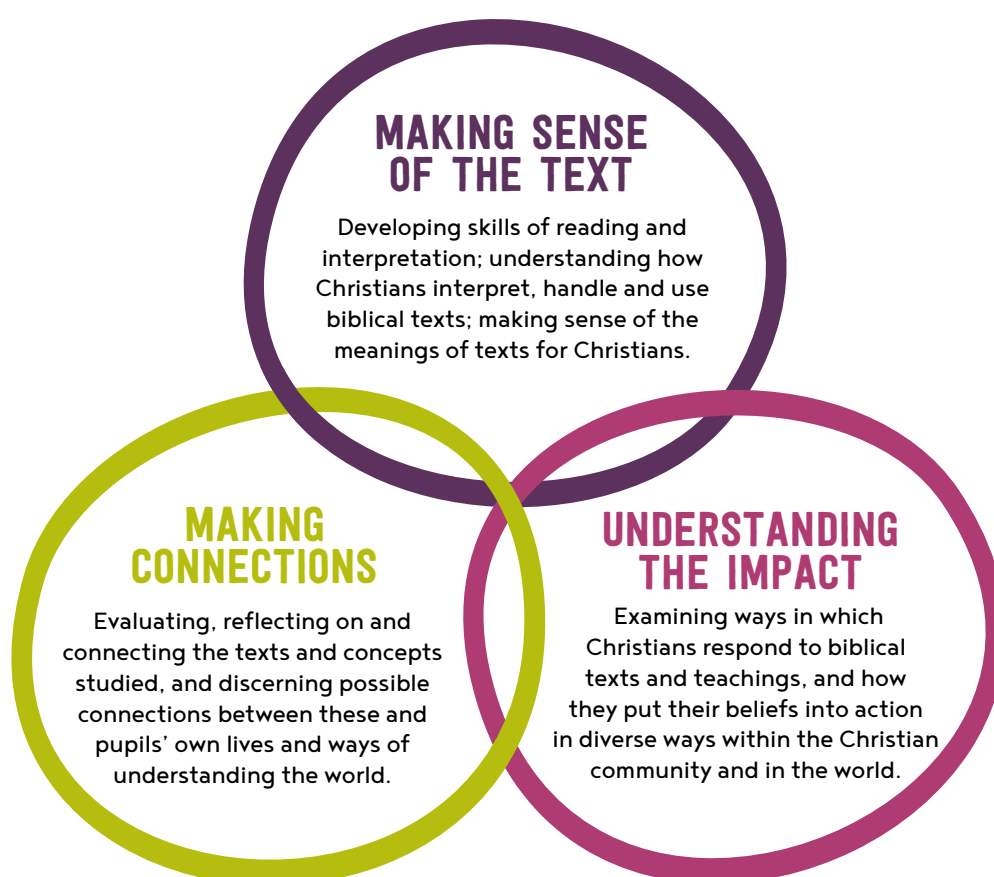 MAKING SENSE
OF THE TEXT
Developing skills of reading and
interpretation; understanding how
Christians interpret, handle and use
biblical texts; making sense of the
meanings of texts for Christians.
MAKING
CONNECTIONS
Evaluating, reflecting on and
connecting the texts and concepts
studied, and discerning possible
connections between these and
pupils’ own lives and ways of
understanding the world.
UNDERSTANDING
THE IMPACT
Examining ways in which
Christians respond to biblical
texts and teachings, and how
they put their beliefs into action
in diverse ways within the Christian
community and in the world.